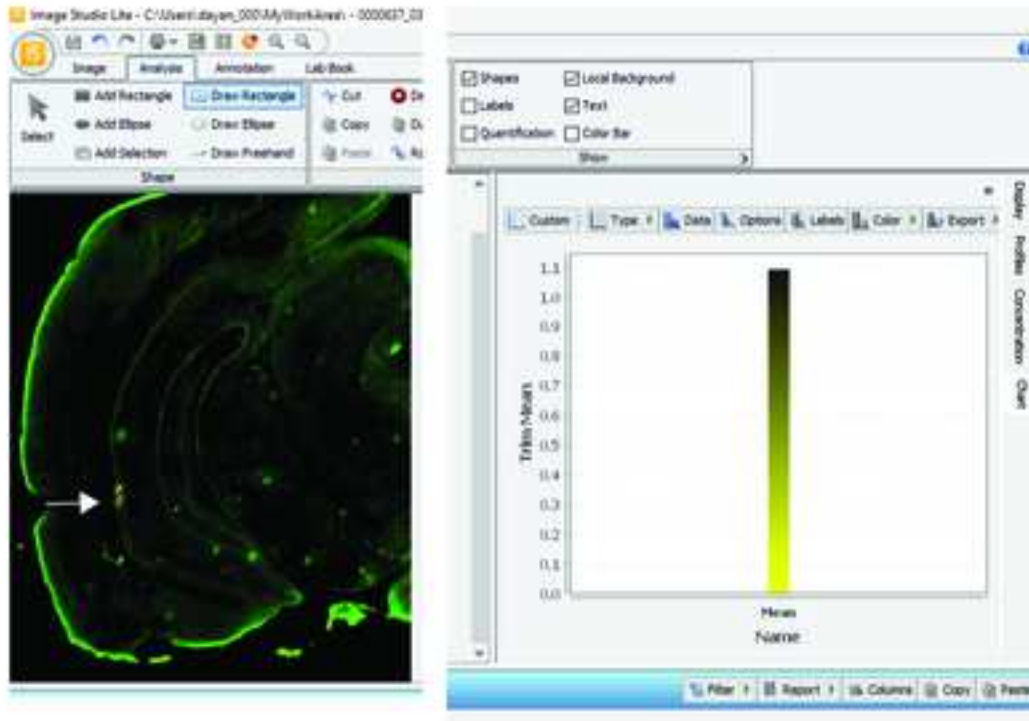 Image Studio Lite - C:\Users\dayam_000\MyWorkArea\ - 0000637_03
Image Analysis Annotation Lab Book
Select
Add Rectangle Draw Rectangle Cut
Add Ellipse Draw Ellipse Copy
Add Selection Draw Freehand Paste
Shape
Shapes Local Background
Labels Text
Quantification Color Bar
Show
Custom Type Data Options Labels Color Export
Display
Profiles
Concentration
Chart
1.1
1.0
0.9
0.8
0.7
0.6
0.5
0.4
0.3
0.2
0.1
0.0
Trim Mean
Mean
Name
Filter Report Columns Copy Paste